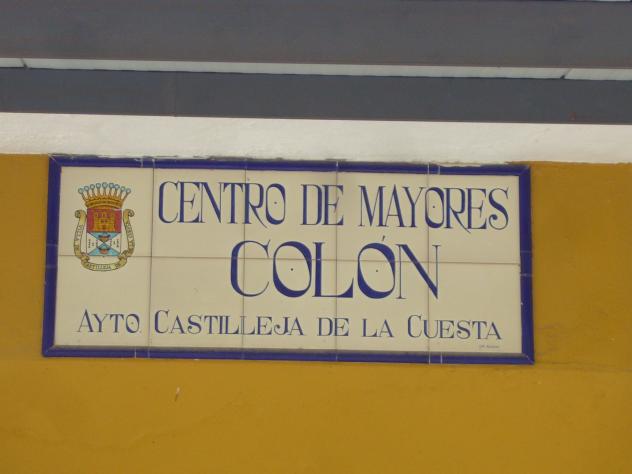 CENTRO DE MAYORES
COLÓN
AYTO. CASTILLEJA DE LA CUESTA